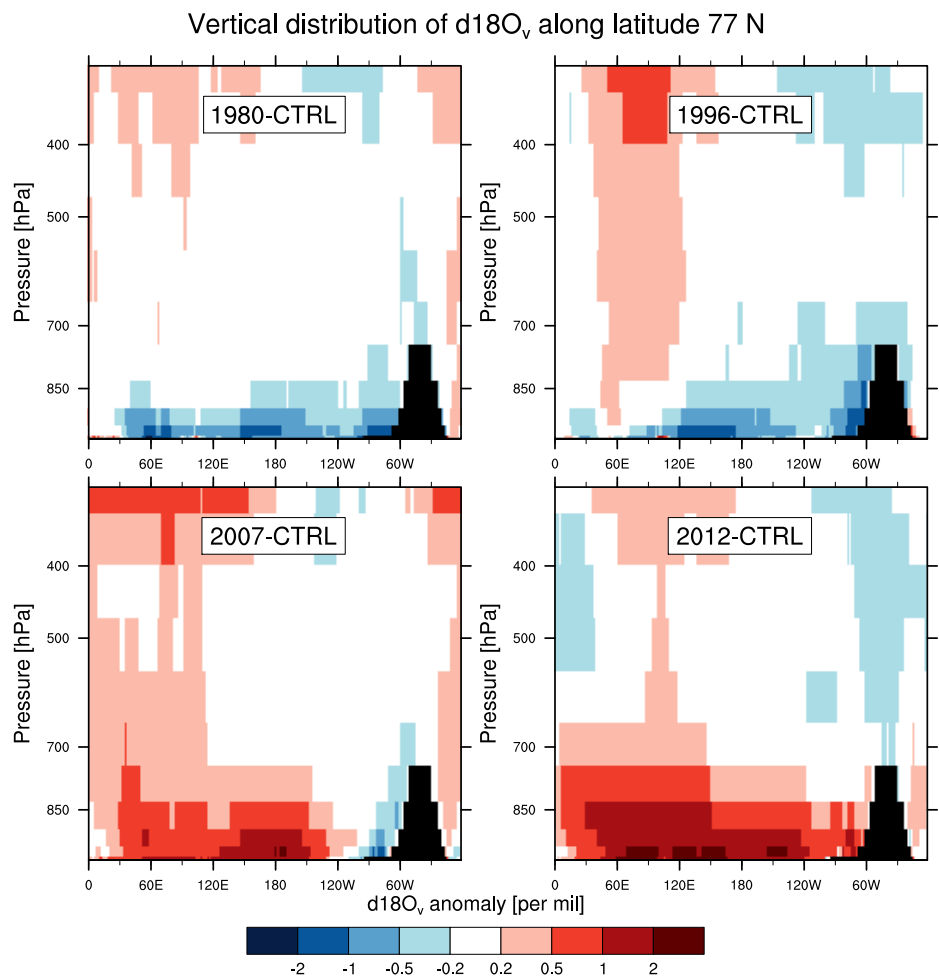 Vertical distribution of d18Oᵥ along latitude 77 N
1980-CTRL
1996-CTRL
Pressure [hPa]
400
500
700
850
Pressure [hPa]
400
500
700
850
0 60E 120E 180 120W 60W
0 60E 120E 180 120W 60W
2007-CTRL
2012-CTRL
Pressure [hPa]
400
500
700
850
Pressure [hPa]
400
500
700
850
0 60E 120E 180 120W 60W
0 60E 120E 180 120W 60W
d18Oᵥ anomaly [per mil]
-2 -1 -0.5 -0.2 0.2 0.5 1 2